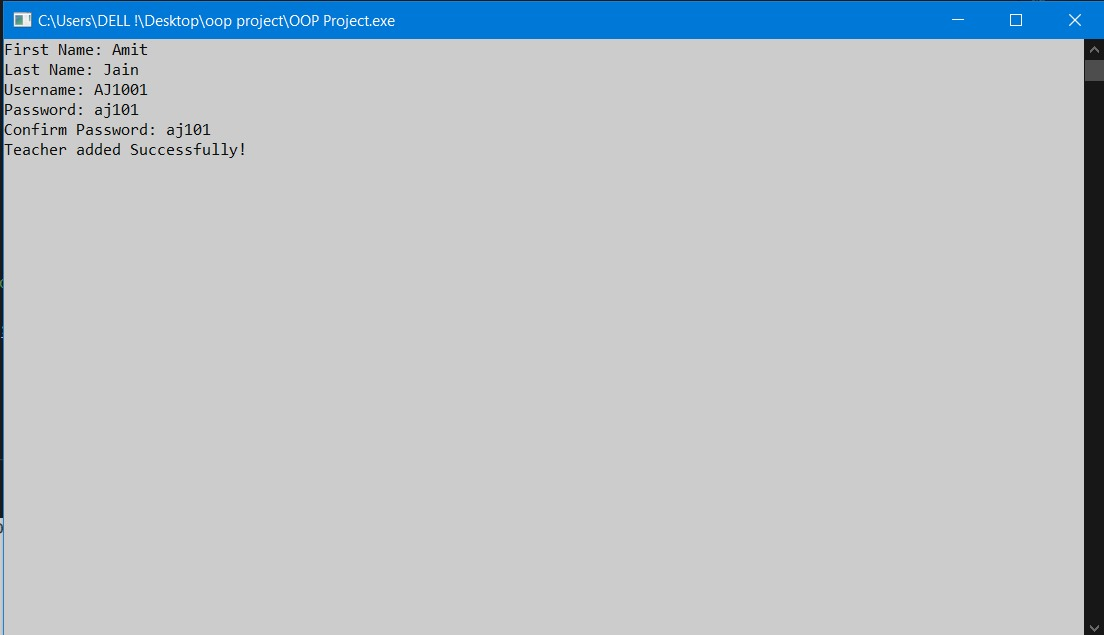 C:\Users\DELL !\Desktop\oop project\OOP Project.exe
First Name: Amit
Last Name: Jain
Username: AJ1001
Password: aj101
Confirm Password: aj101
Teacher added Successfully!